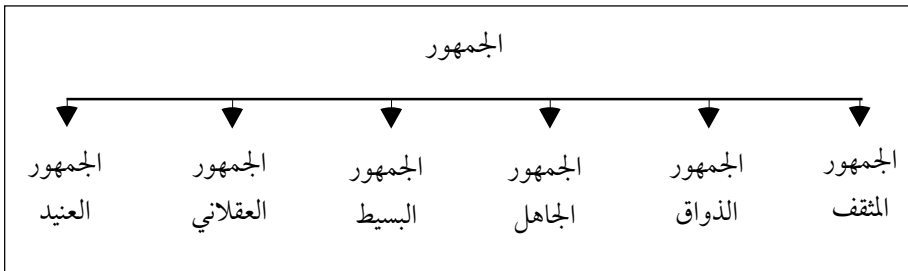 الجمهور
الجمهور المثقف
الجمهور الذواق
الجمهور الجاهل
الجمهور البسيط
الجمهور العقلاني
الجمهور العنيد